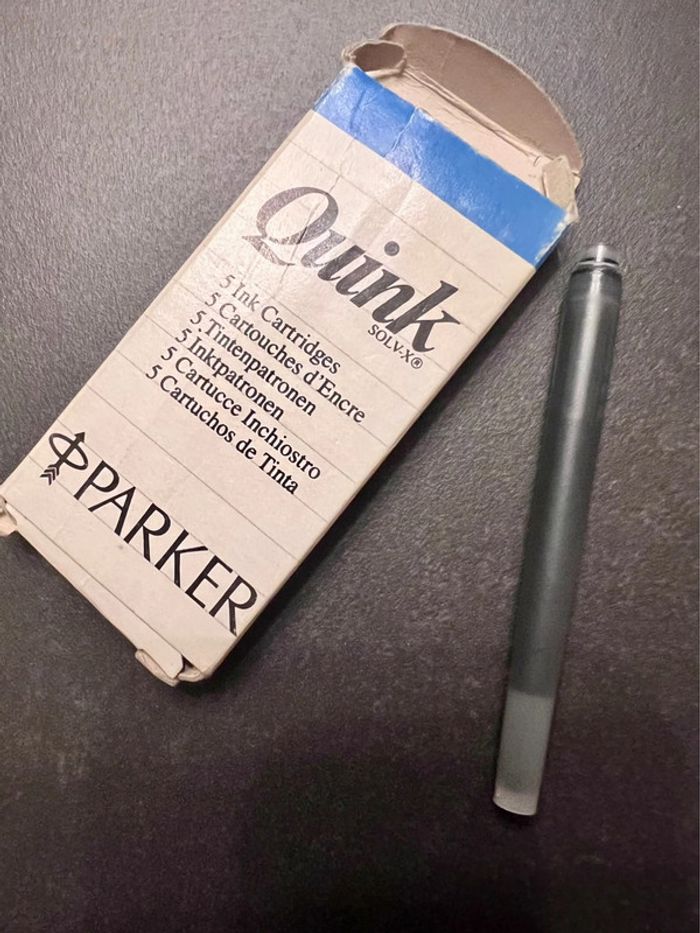 Quink
SOLV-X®
5 Ink Cartridges
5 Cartouches d'Encre
5 Tintenpatronen
5 Inktpatronen
5 Cartucce Inchiostro
5 Cartuchos de Tinta
PARKER